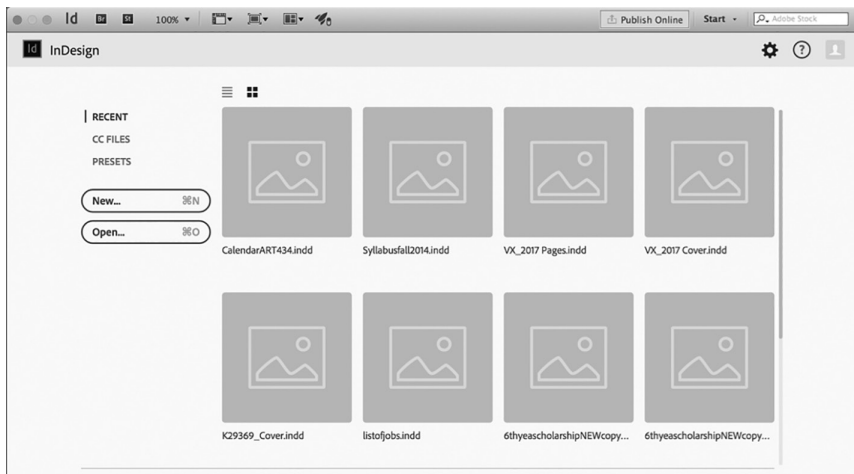 Id Br St 100% Publish Online Start Adobe Stock
Id InDesign ?
RECENT
CC FILES
PRESETS
New... ⌘N
Open... ⌘O
CalendarART434.indd Syllabusfall2014.indd VX_2017 Pages.indd VX_2017 Cover.indd
K29369_Cover.indd listofjobs.indd 6thyeascholarshipNEWcopy... 6thyeascholarshipNEWcopy...